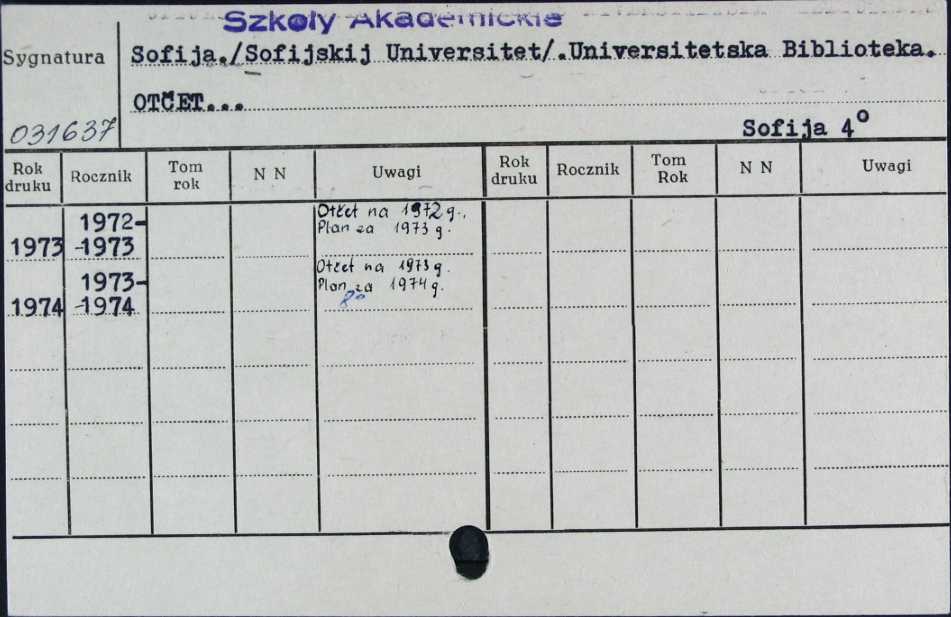 Szkoły Akademickie
Sygnatura
Sofija./Sofijskij Universitet/.Universitetska Biblioteka.
OTČET...
031637
Sofija 4°
Rok druku Rocznik Tom rok N N Uwagi Rok druku Rocznik Tom Rok N N Uwagi
1972- Otčet na 1972 g.,
1973 -1973 Plan za 1973 g.
1973- Otčet na 1973 g.
1974 -1974 Plan za 1974 g.
8°